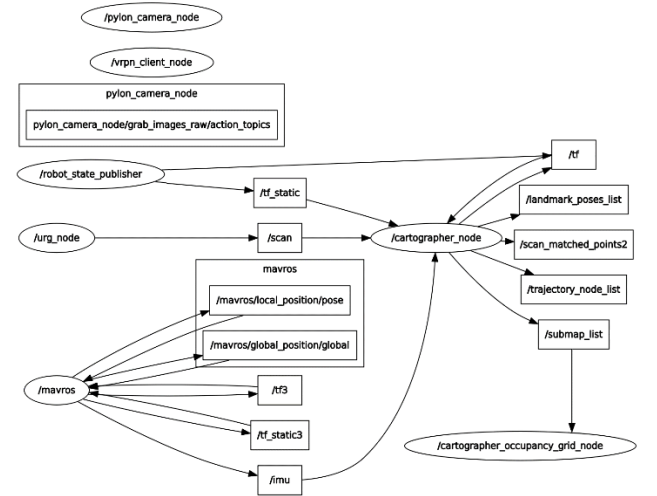 /pylon_camera_node
/vrpn_client_node
pylon_camera_node
pylon_camera_node/grab_images_raw/action_topics
/robot_state_publisher
/tf
/tf_static
/landmark_poses_list
/urg_node
/scan
/cartographer_node
/scan_matched_points2
mavros
/mavros/local_position/pose
/trajectory_node_list
/submap_list
/mavros/global_position/global
/mavros
/tf3
/tf_static3
/cartographer_occupancy_grid_node
/imu